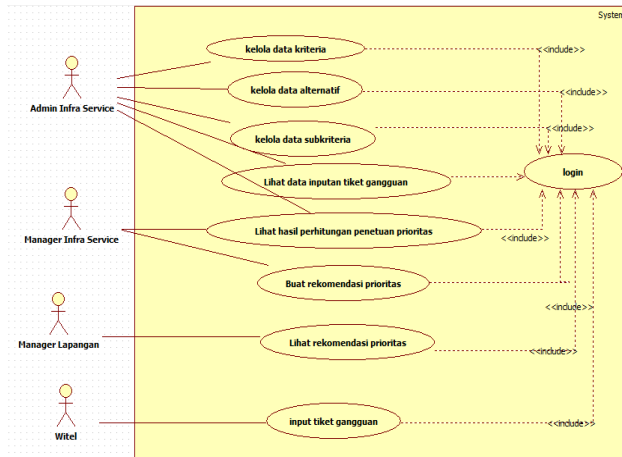 System
kelola data kriteria
<<include>>
Admin Infra Service
kelola data alternatif
<<include>>
kelola data subkriteria
<<include>>
login
Lihat data inputan tiket gangguan
Manager Infra Service
Lihat hasil perhitungan penetuan prioritas
<<include>>
Buat rekomendasi prioritas
<<include>>
Manager Lapangan
Lihat rekomendasi prioritas
Witel
input tiket gangguan
<<include>>